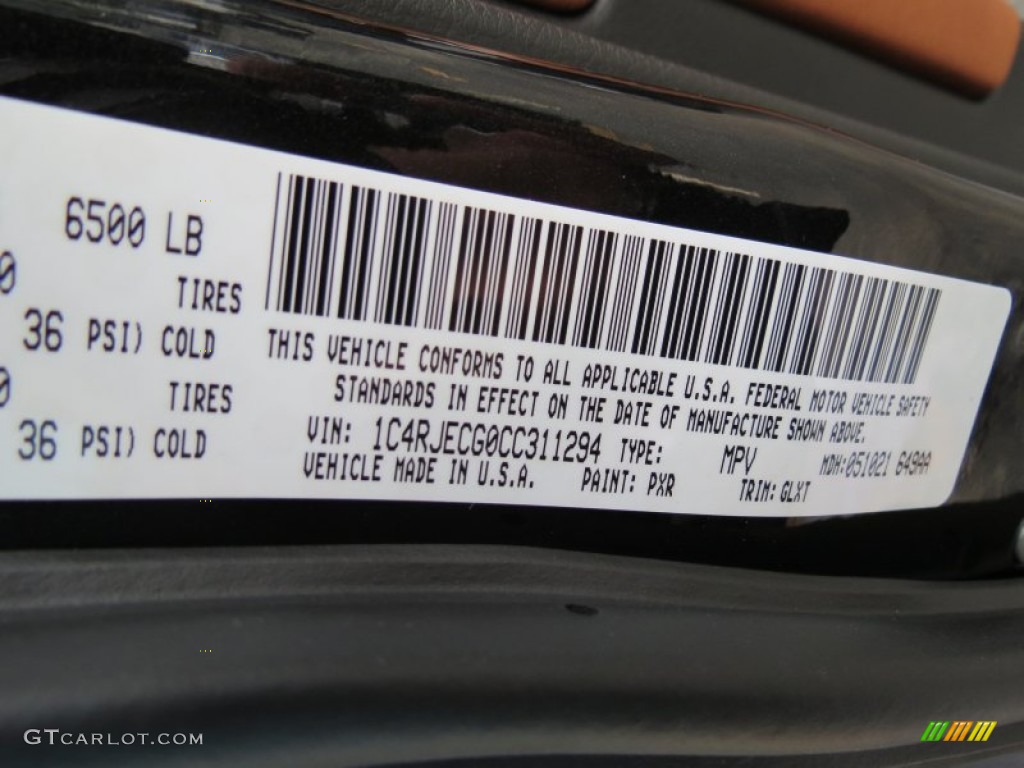 6500 LB
0 TIRES
36 PSI) COLD
0 TIRES
36 PSI) COLD
THIS VEHICLE CONFORMS TO ALL APPLICABLE U.S.A. FEDERAL MOTOR VEHICLE SAFETY
STANDARDS IN EFFECT ON THE DATE OF MANUFACTURE SHOWN ABOVE.
VIN: 1C4RJECG0CC311294 TYPE: MPV MDH:051021 649AA
VEHICLE MADE IN U.S.A. PAINT: PXR TRIM: GLXT
GTCARLOT.COM